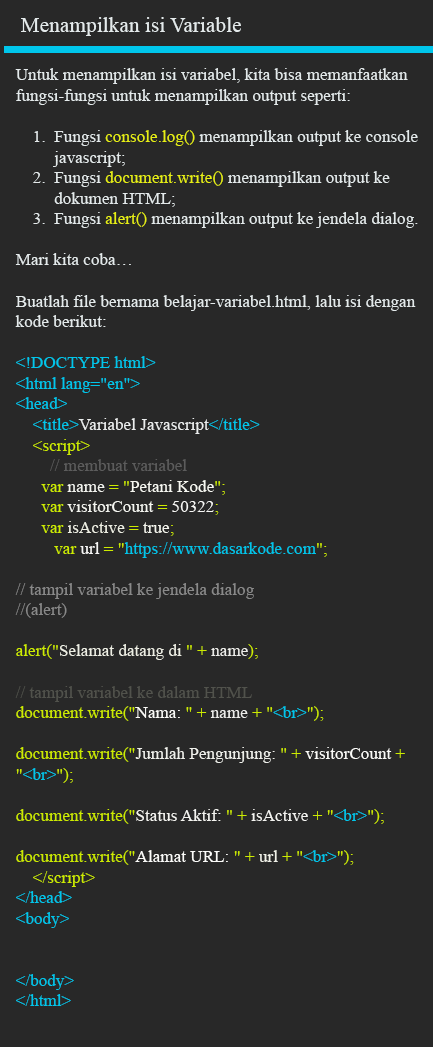 Menampilkan isi Variable
Untuk menampilkan isi variabel, kita bisa memanfaatkan
fungsi-fungsi untuk menampilkan output seperti:
1. Fungsi console.log() menampilkan output ke console
javascript;
2. Fungsi document.write() menampilkan output ke
dokumen HTML;
3. Fungsi alert() menampilkan output ke jendela dialog.
Mari kita coba…
Buatlah file bernama belajar-variabel.html, lalu isi dengan
kode berikut:
<!DOCTYPE html>
<html lang="en">
<head>
<title>Variabel Javascript</title>
<script>
// membuat variabel
var name = "Petani Kode";
var visitorCount = 50322;
var isActive = true;
var url = "https://www.dasarkode.com";
// tampil variabel ke jendela dialog
//(alert)
alert("Selamat datang di " + name);
// tampil variabel ke dalam HTML
document.write("Nama: " + name + "<br>");
document.write("Jumlah Pengunjung: " + visitorCount +
"<br>");
document.write("Status Aktif: " + isActive + "<br>");
document.write("Alamat URL: " + url + "<br>");
</script>
</head>
<body>
</body>
</html>